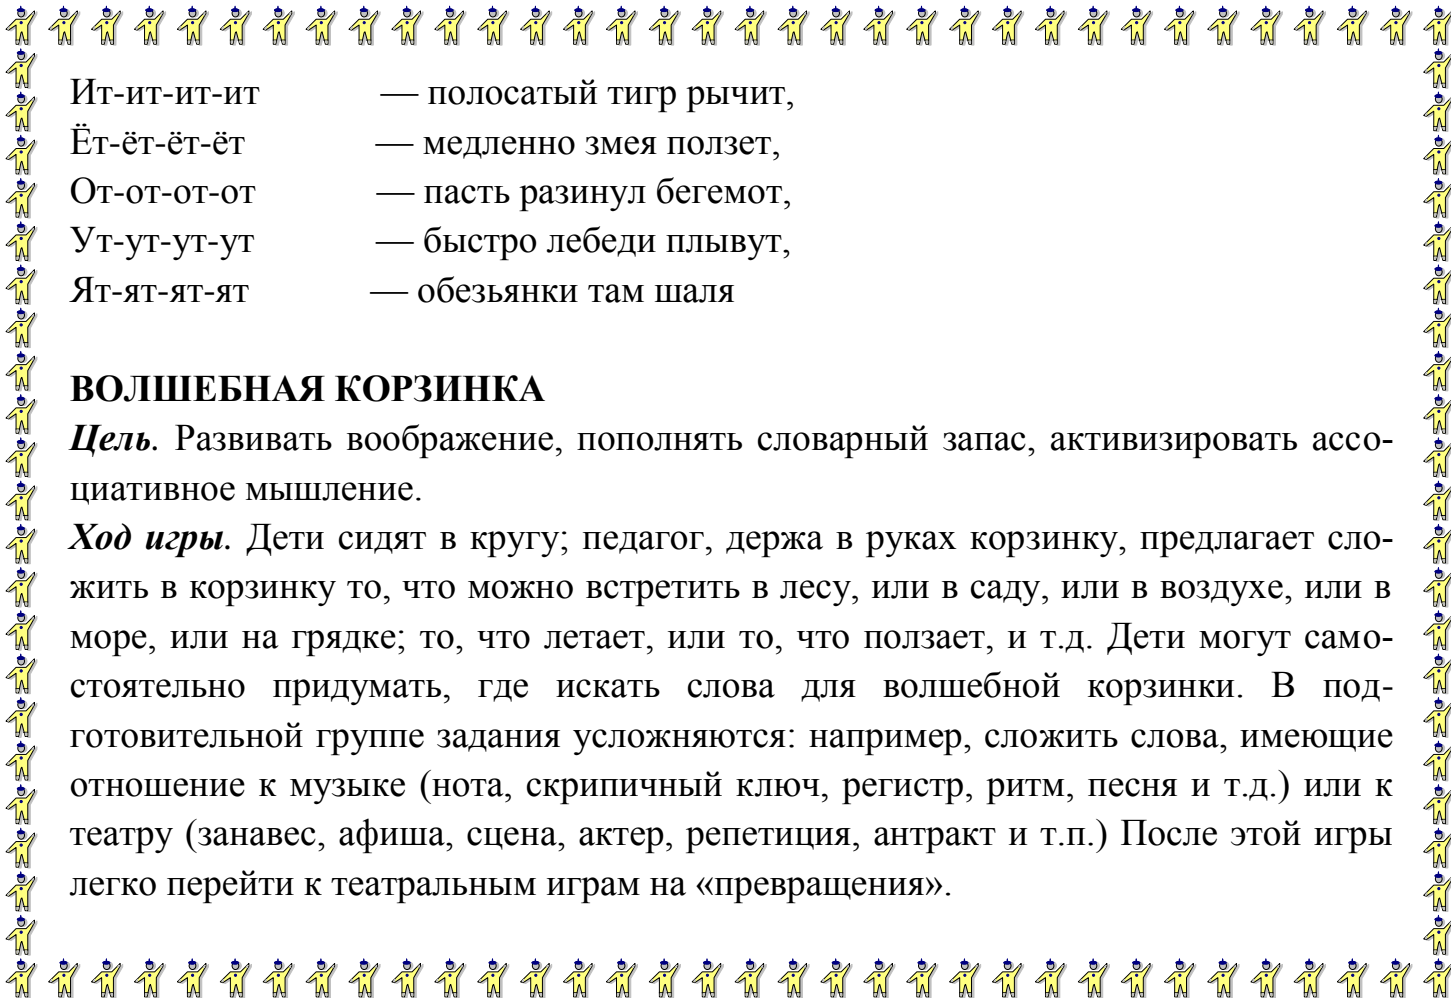 Ит-ит-ит-ит — полосатый тигр рычит,
Ёт-ёт-ёт-ёт — медленно змея ползет,
От-от-от-от — пасть разинул бегемот,
Ут-ут-ут-ут — быстро лебеди плывут,
Ят-ят-ят-ят — обезьянки там шаля
ВОЛШЕБНАЯ КОРЗИНКА
Цель. Развивать воображение, пополнять словарный запас, активизировать ассо-
циативное мышление.
Ход игры. Дети сидят в кругу; педагог, держа в руках корзинку, предлагает сло-
жить в корзинку то, что можно встретить в лесу, или в саду, или в воздухе, или в
море, или на грядке; то, что летает, или то, что ползает, и т.д. Дети могут само-
стоятельно придумать, где искать слова для волшебной корзинки. В под-
готовительной группе задания усложняются: например, сложить слова, имеющие
отношение к музыке (нота, скрипичный ключ, регистр, ритм, песня и т.д.) или к
театру (занавес, афиша, сцена, актер, репетиция, антракт и т.п.) После этой игры
легко перейти к театральным играм на «превращения».